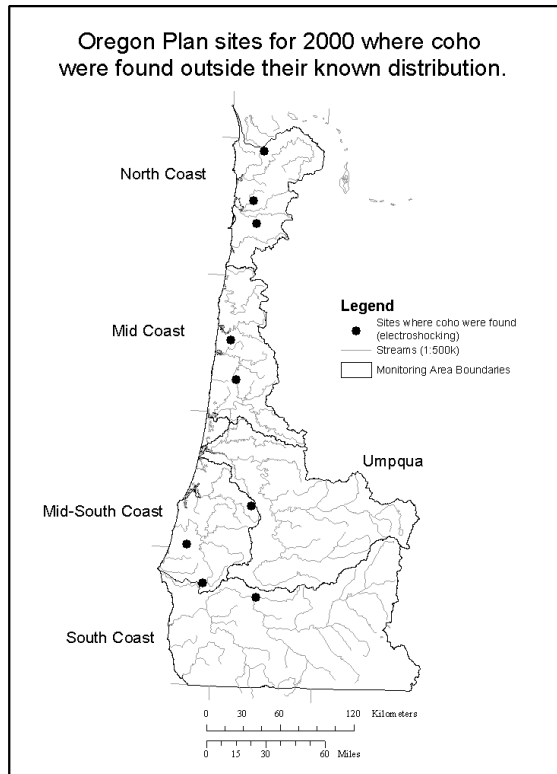 Oregon Plan sites for 2000 where coho
were found outside their known distribution.
North Coast
Mid Coast
Legend
Sites where coho were found
(electroshocking)
Streams (1:500k)
Monitoring Area Boundaries
Umpqua
Mid-South Coast
South Coast
0 30 60 120 Kilometers
0 15 30 60
Miles